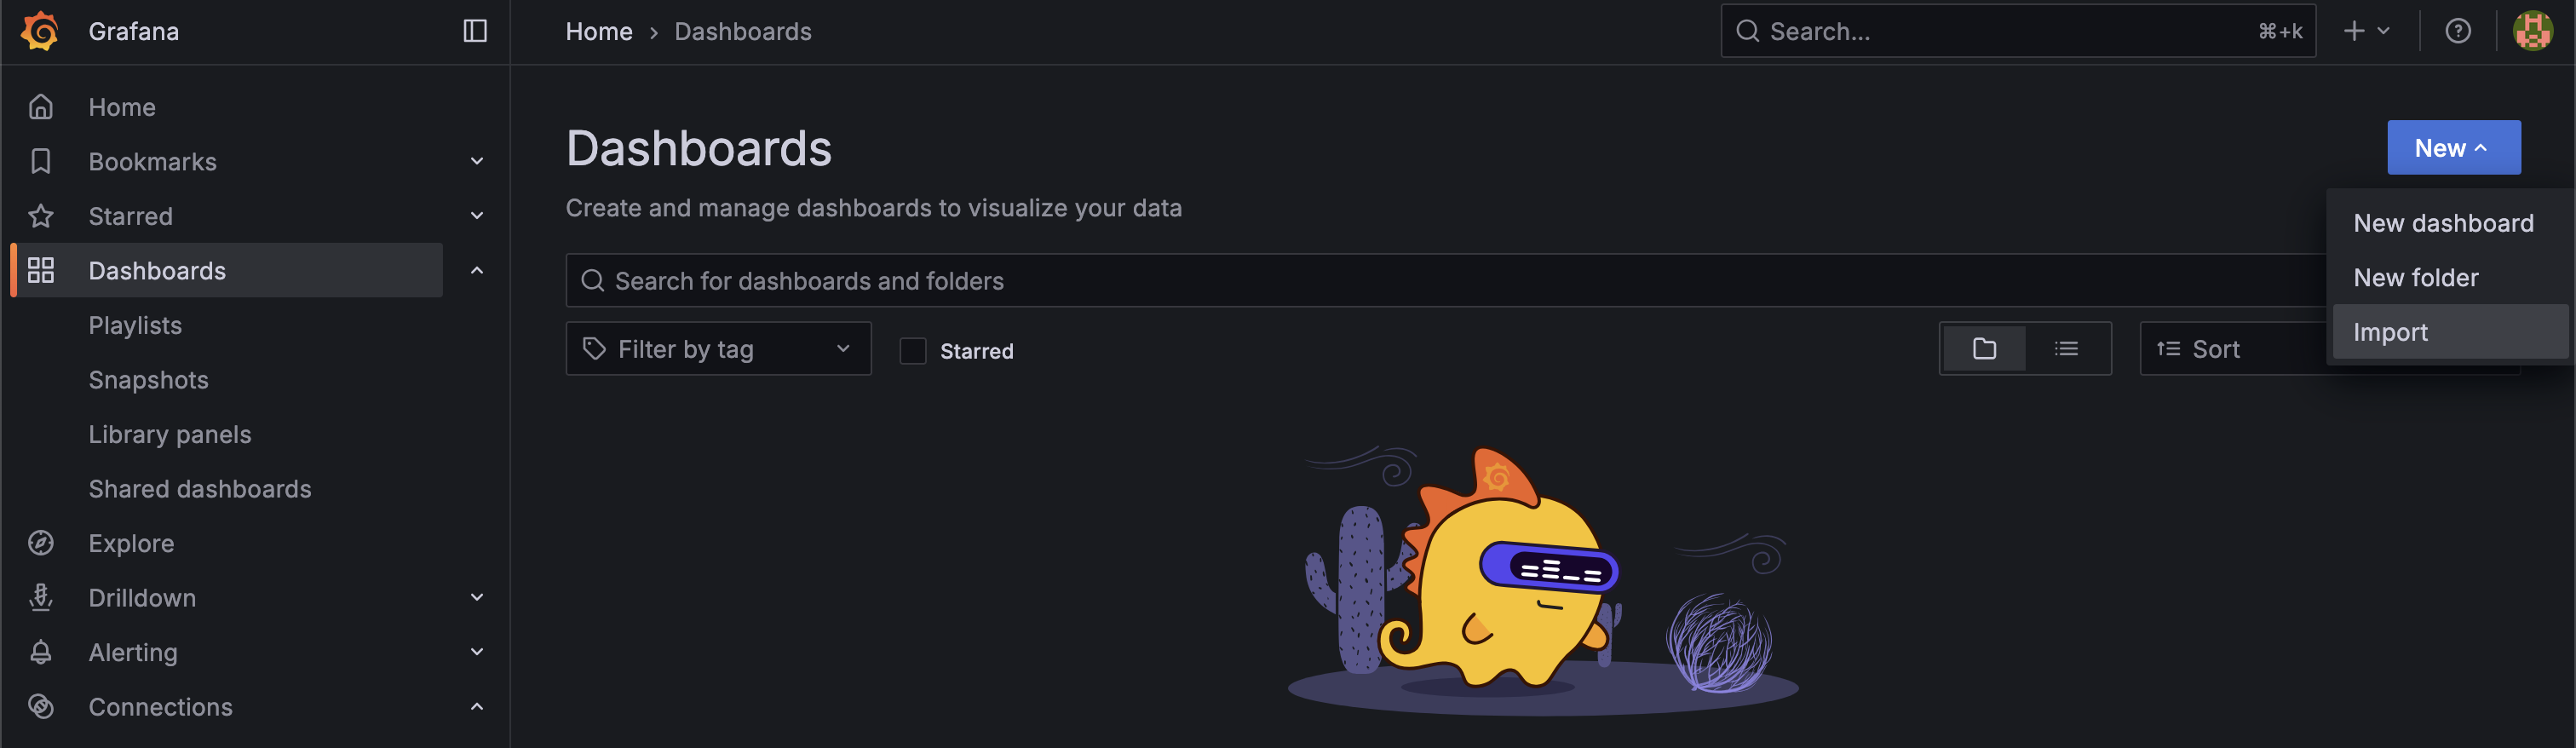 Grafana
Home › Dashboards
Search...
⌘+k
Home
Bookmarks
Starred
Dashboards
Playlists
Snapshots
Library panels
Shared dashboards
Explore
Drilldown
Alerting
Connections
Dashboards
New
Create and manage dashboards to visualize your data
New dashboard
New folder
Import
Search for dashboards and folders
Filter by tag
Starred
Sort